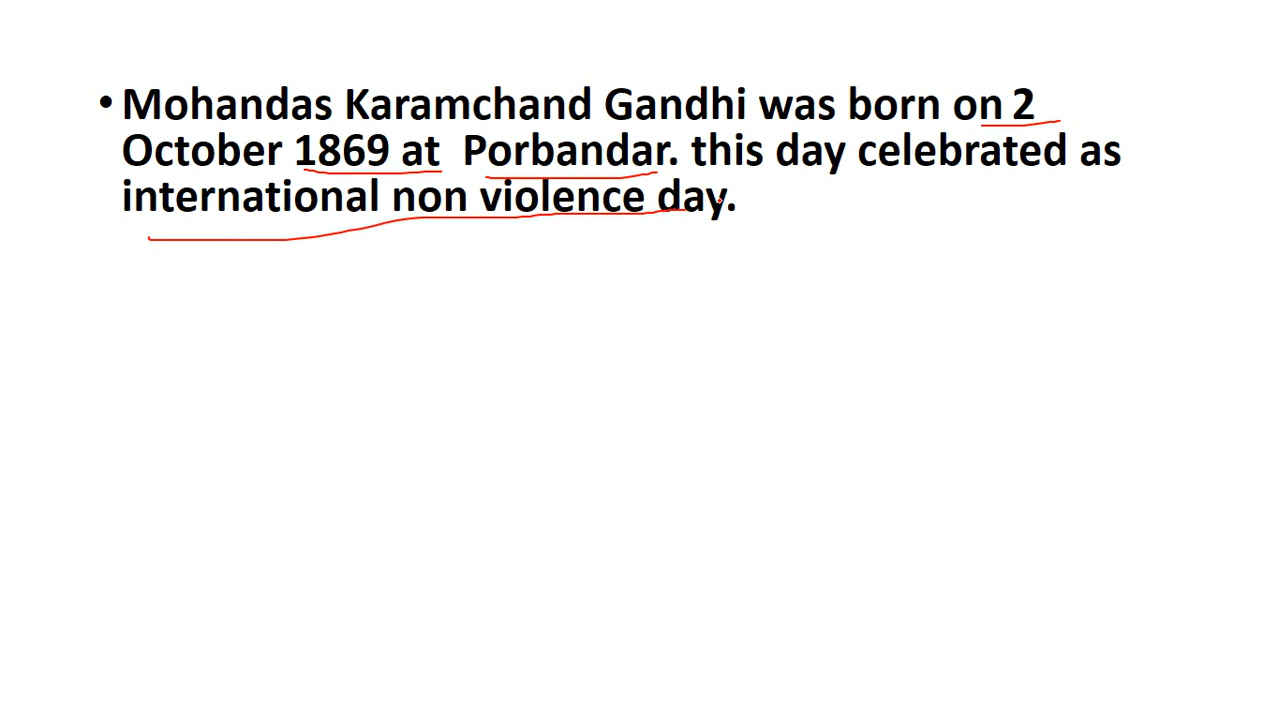 • Mohandas Karamchand Gandhi was born on 2
October 1869 at  Porbandar. this day celebrated as
international non violence day.